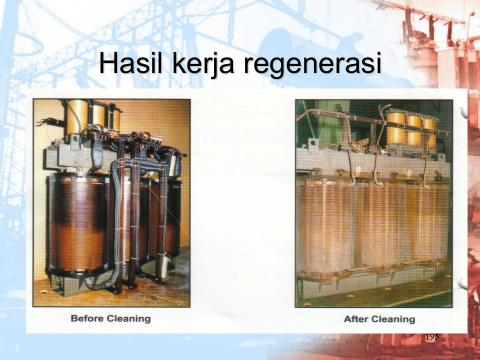 Hasil kerja regenerasi
Before Cleaning
After Cleaning